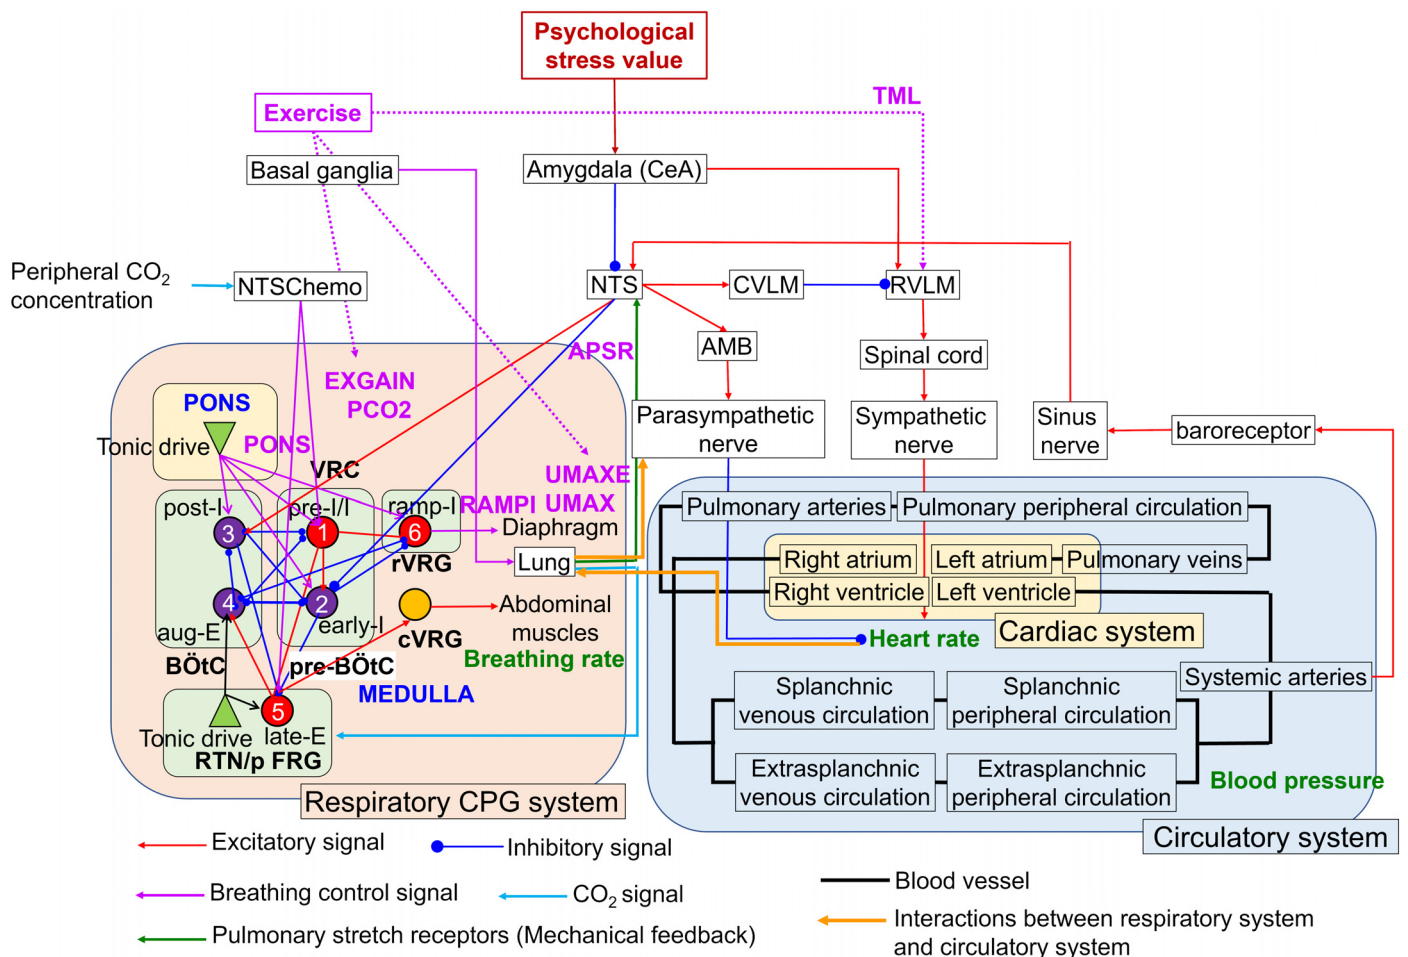 Psychological
stress value
TML
Exercise
Basal ganglia
Amygdala (CeA)
Peripheral CO2
concentration
NTSChemo
NTS
CVLM
RVLM
APSR
AMB
Spinal cord
EXGAIN
PCO2
PONS
Tonic drive
PONS
VRC
Parasympathetic
nerve
Sympathetic
nerve
Sinus
nerve
baroreceptor
UMAXE
RAMPI UMAX
post-I
pre-I/I
ramp-I
3
1
6
Diaphragm
rVRG
Lung
Pulmonary arteries
Pulmonary peripheral circulation
Right atrium
Left atrium
Pulmonary veins
Right ventricle
Left ventricle
4
2
aug-E
early-I
cVRG
Abdominal
muscles
Breathing rate
Heart rate
Cardiac system
BÖtC
pre-BÖtC
MEDULLA
5
Tonic drive
late-E
RTN/p FRG
Splanchnic
venous circulation
Splanchnic
peripheral circulation
Systemic arteries
Extrasplanchnic
venous circulation
Extrasplanchnic
peripheral circulation
Blood pressure
Respiratory CPG system
Circulatory system
Excitatory signal
Inhibitory signal
Breathing control signal
CO2 signal
Pulmonary stretch receptors (Mechanical feedback)
Blood vessel
Interactions between respiratory system
and circulatory system